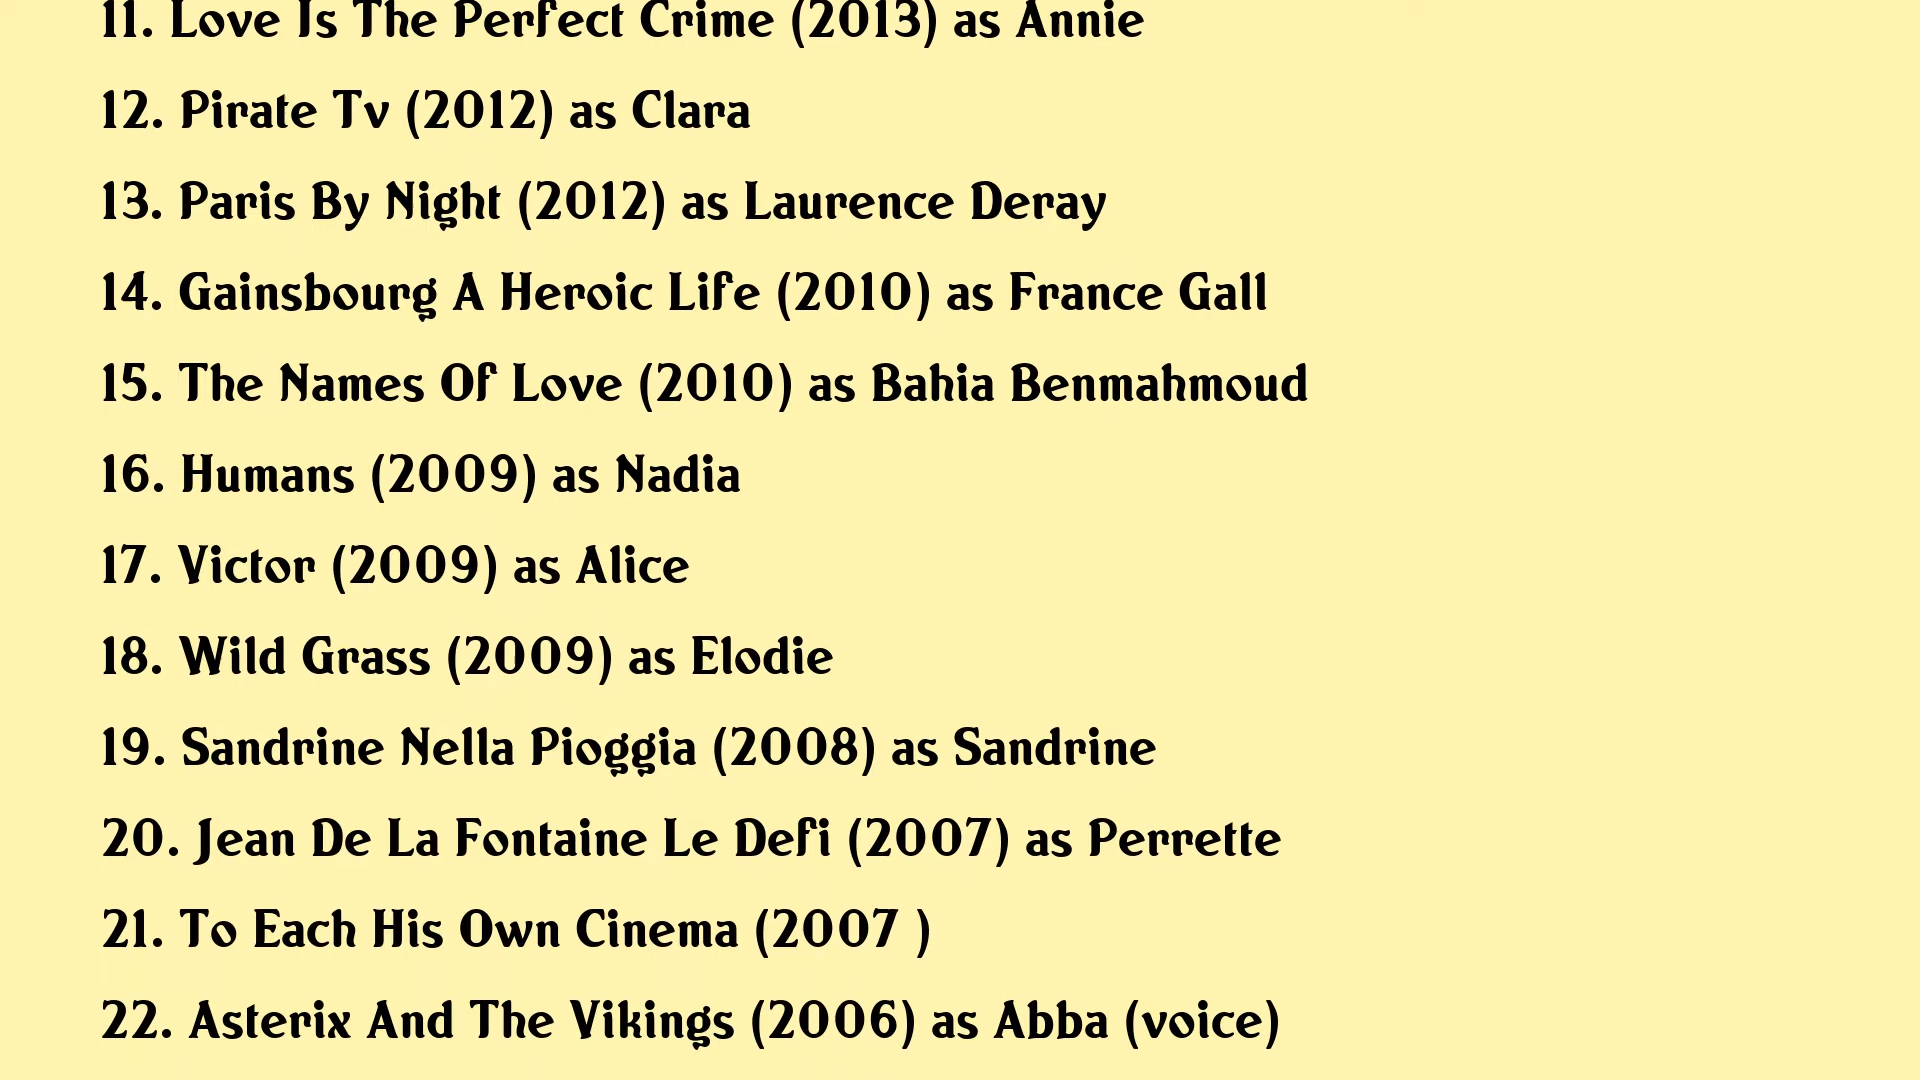 11. Love Is The Perfect Crime (2013) as Annie
12. Pirate Tv (2012) as Clara
13. Paris By Night (2012) as Laurence Deray
14. Gainsbourg A Heroic Life (2010) as France Gall
15. The Names Of Love (2010) as Bahia Benmahmoud
16. Humans (2009) as Nadia
17. Victor (2009) as Alice
18. Wild Grass (2009) as Elodie
19. Sandrine Nella Pioggia (2008) as Sandrine
20. Jean De La Fontaine Le Defi (2007) as Perrette
21. To Each His Own Cinema (2007 )
22. Asterix And The Vikings (2006) as Abba (voice)